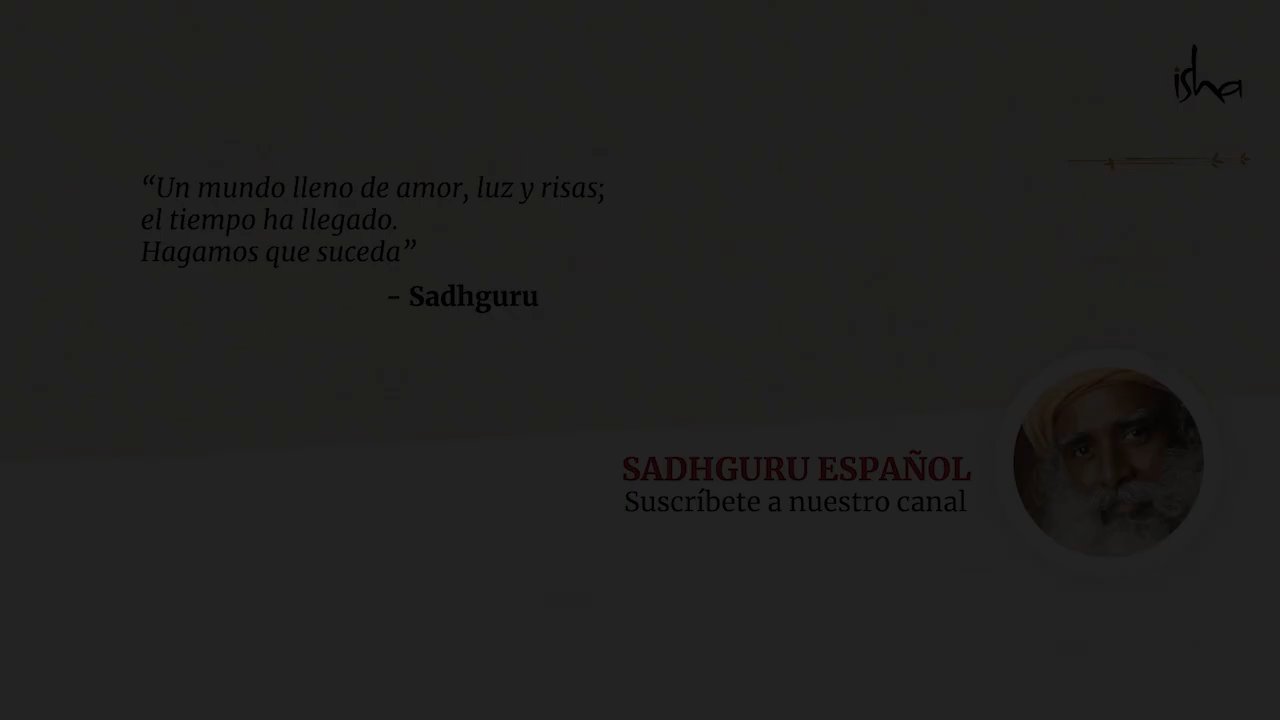 isha
“Un mundo lleno de amor, luz y risas;
el tiempo ha llegado.
Hagamos que suceda”
- Sadhguru
SADHGURU ESPAÑOL
Suscríbete a nuestro canal